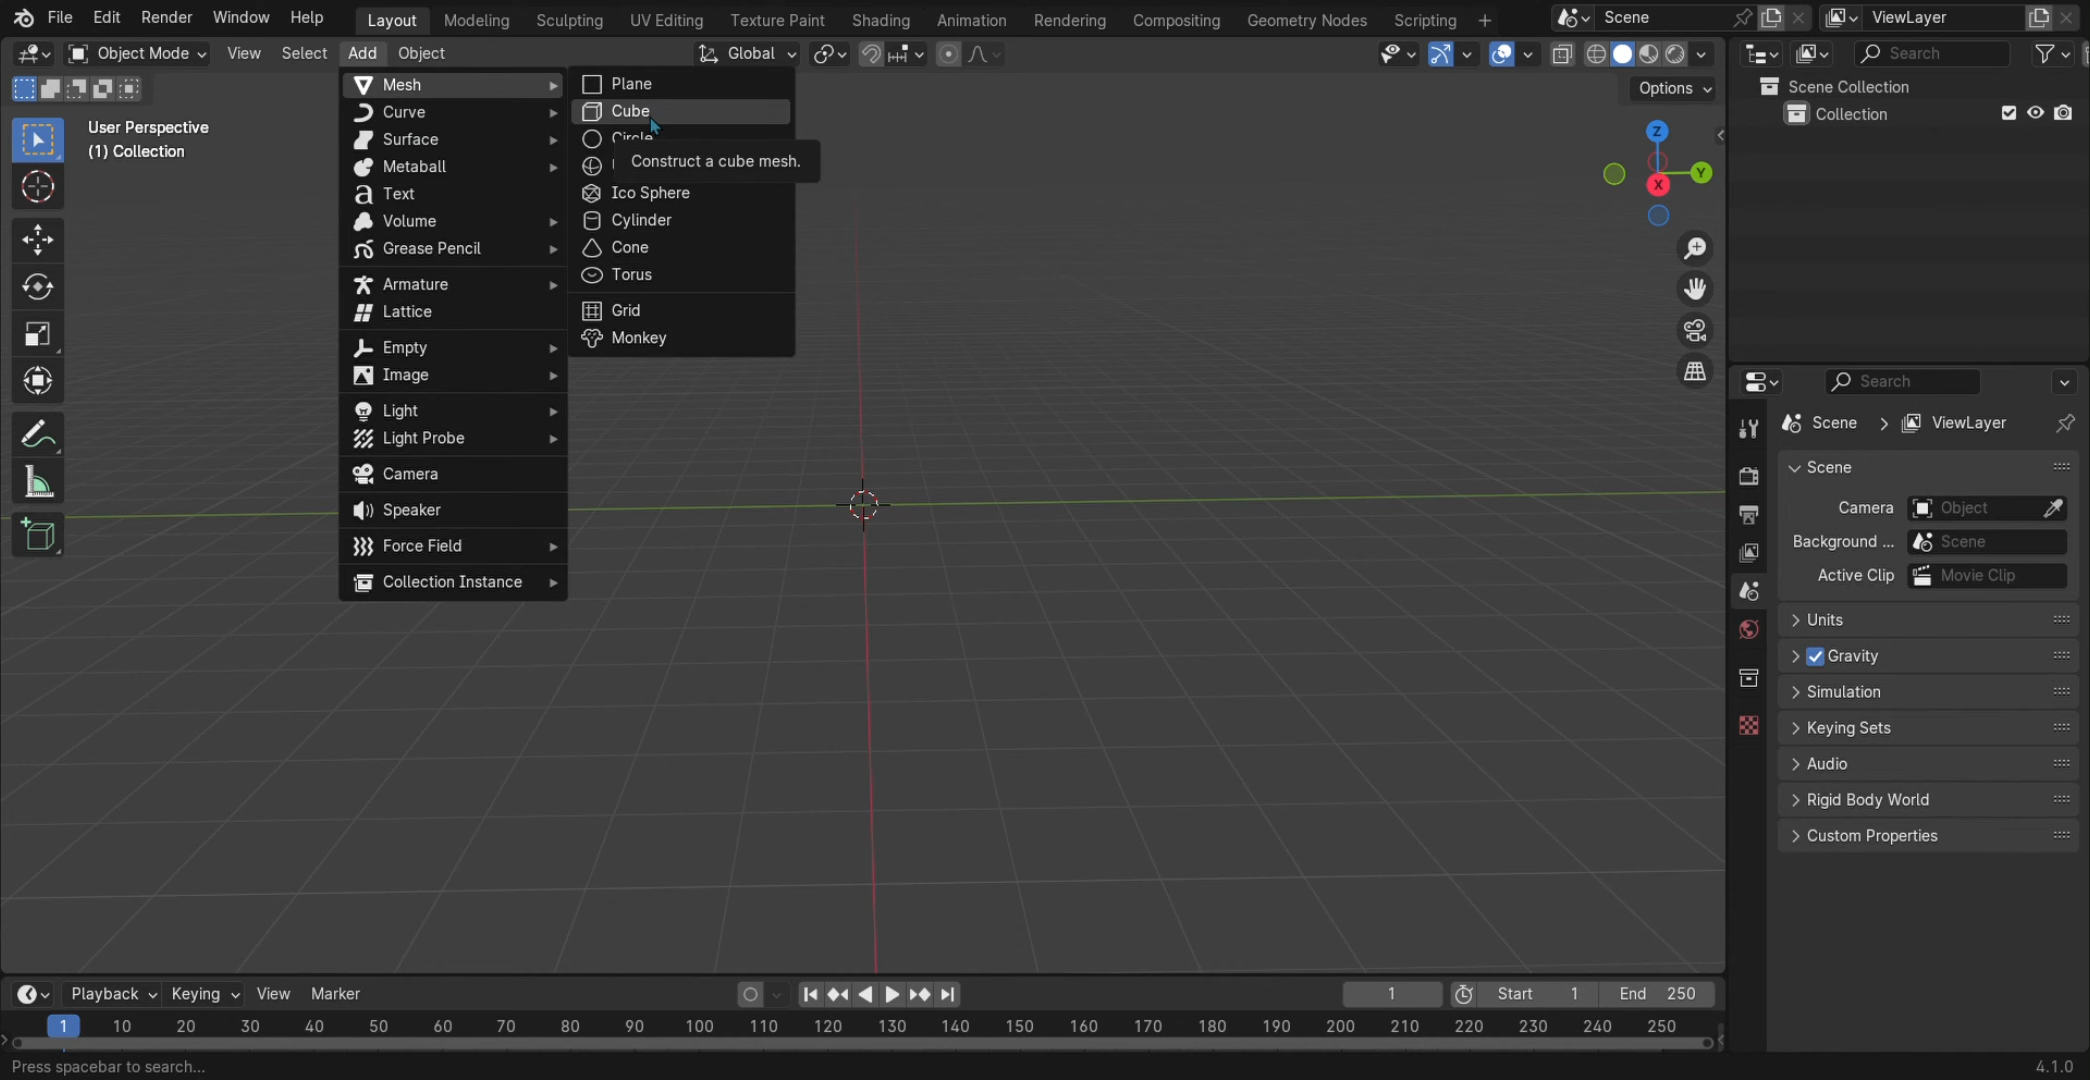 File Edit Render Window Help Layout Modeling Sculpting UV Editing Texture Paint Shading Animation Rendering Compositing Geometry Nodes Scripting + Scene ViewLayer
Object Mode View Select Add Object Global Search
Options
User Perspective
(1) Collection
Mesh
Curve
Surface
Metaball
Text
Volume
Grease Pencil
Armature
Lattice
Empty
Image
Light
Light Probe
Camera
Speaker
Force Field
Collection Instance
Plane
Cube
Circle
Construct a cube mesh.
Ico Sphere
Cylinder
Cone
Torus
Grid
Monkey
Z
Y
X
Scene Collection
Collection
Search
Scene > ViewLayer
Scene
Camera Object
Background ... Scene
Active Clip Movie Clip
Units
Gravity
Simulation
Keying Sets
Audio
Rigid Body World
Custom Properties
Playback Keying View Marker 1 Start 1 End 250
1 10 20 30 40 50 60 70 80 90 100 110 120 130 140 150 160 170 180 190 200 210 220 230 240 250
Press spacebar to search... 4.1.0